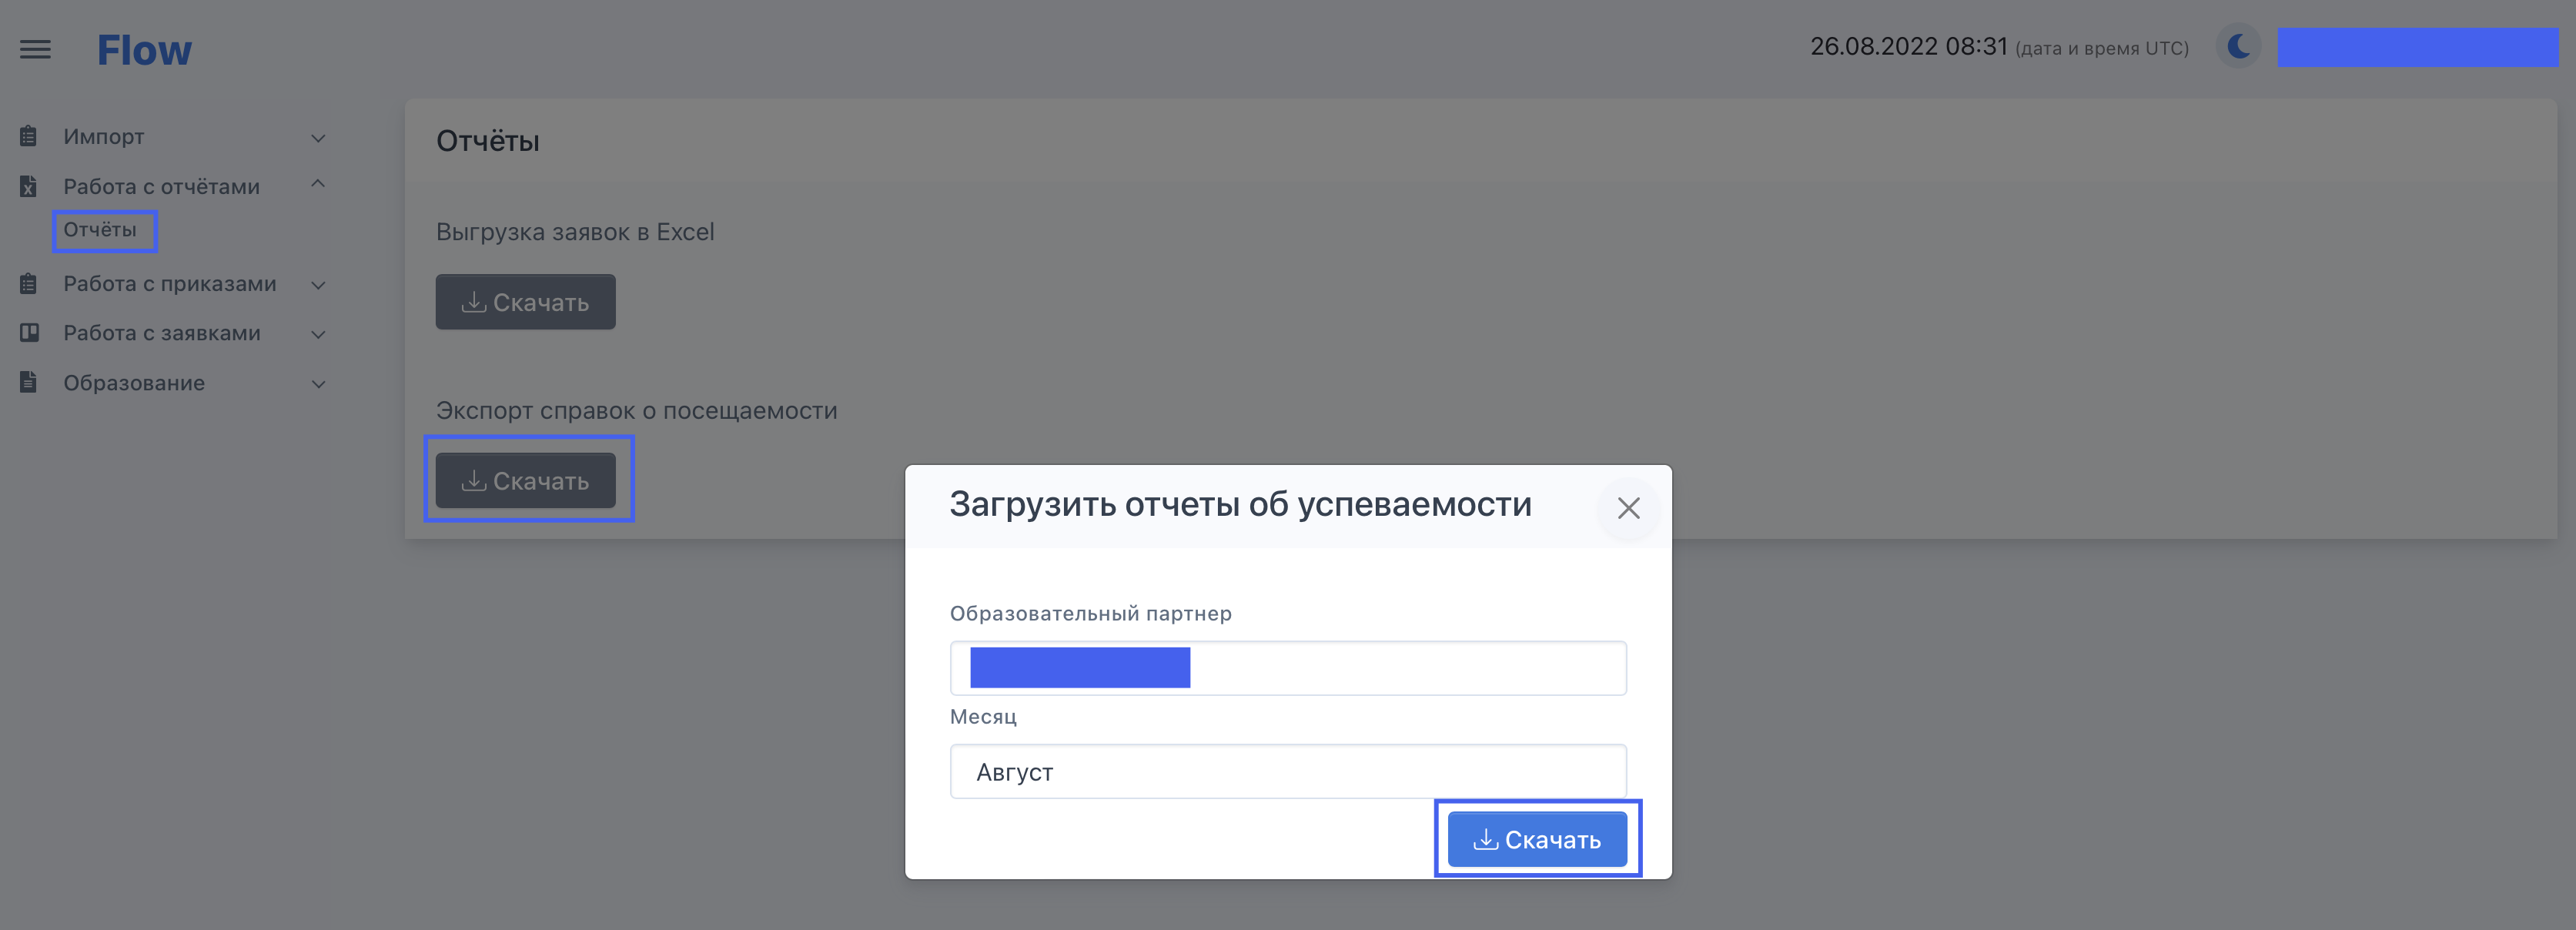 Flow
26.08.2022 08:31 (дата и время UTC)
Импорт
Работа с отчётами
Отчёты
Работа с приказами
Работа с заявками
Образование
Отчёты
Выгрузка заявок в Excel
Скачать
Экспорт справок о посещаемости
Скачать
Загрузить отчеты об успеваемости
Образовательный партнер
Месяц
Август
Скачать